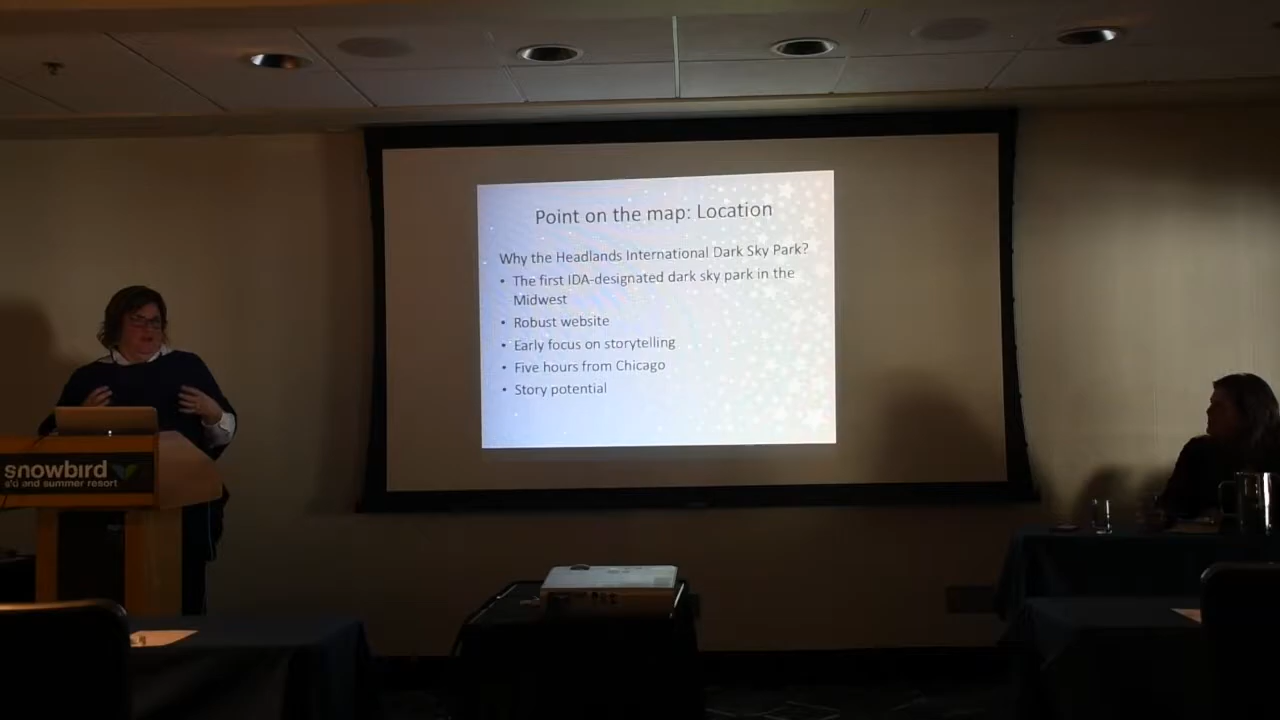 Point on the map: Location
Why the Headlands International Dark Sky Park?
• The first IDA-designated dark sky park in the
Midwest
• Robust website
• Early focus on storytelling
• Five hours from Chicago
• Story potential
snowbird
ski and summer resort